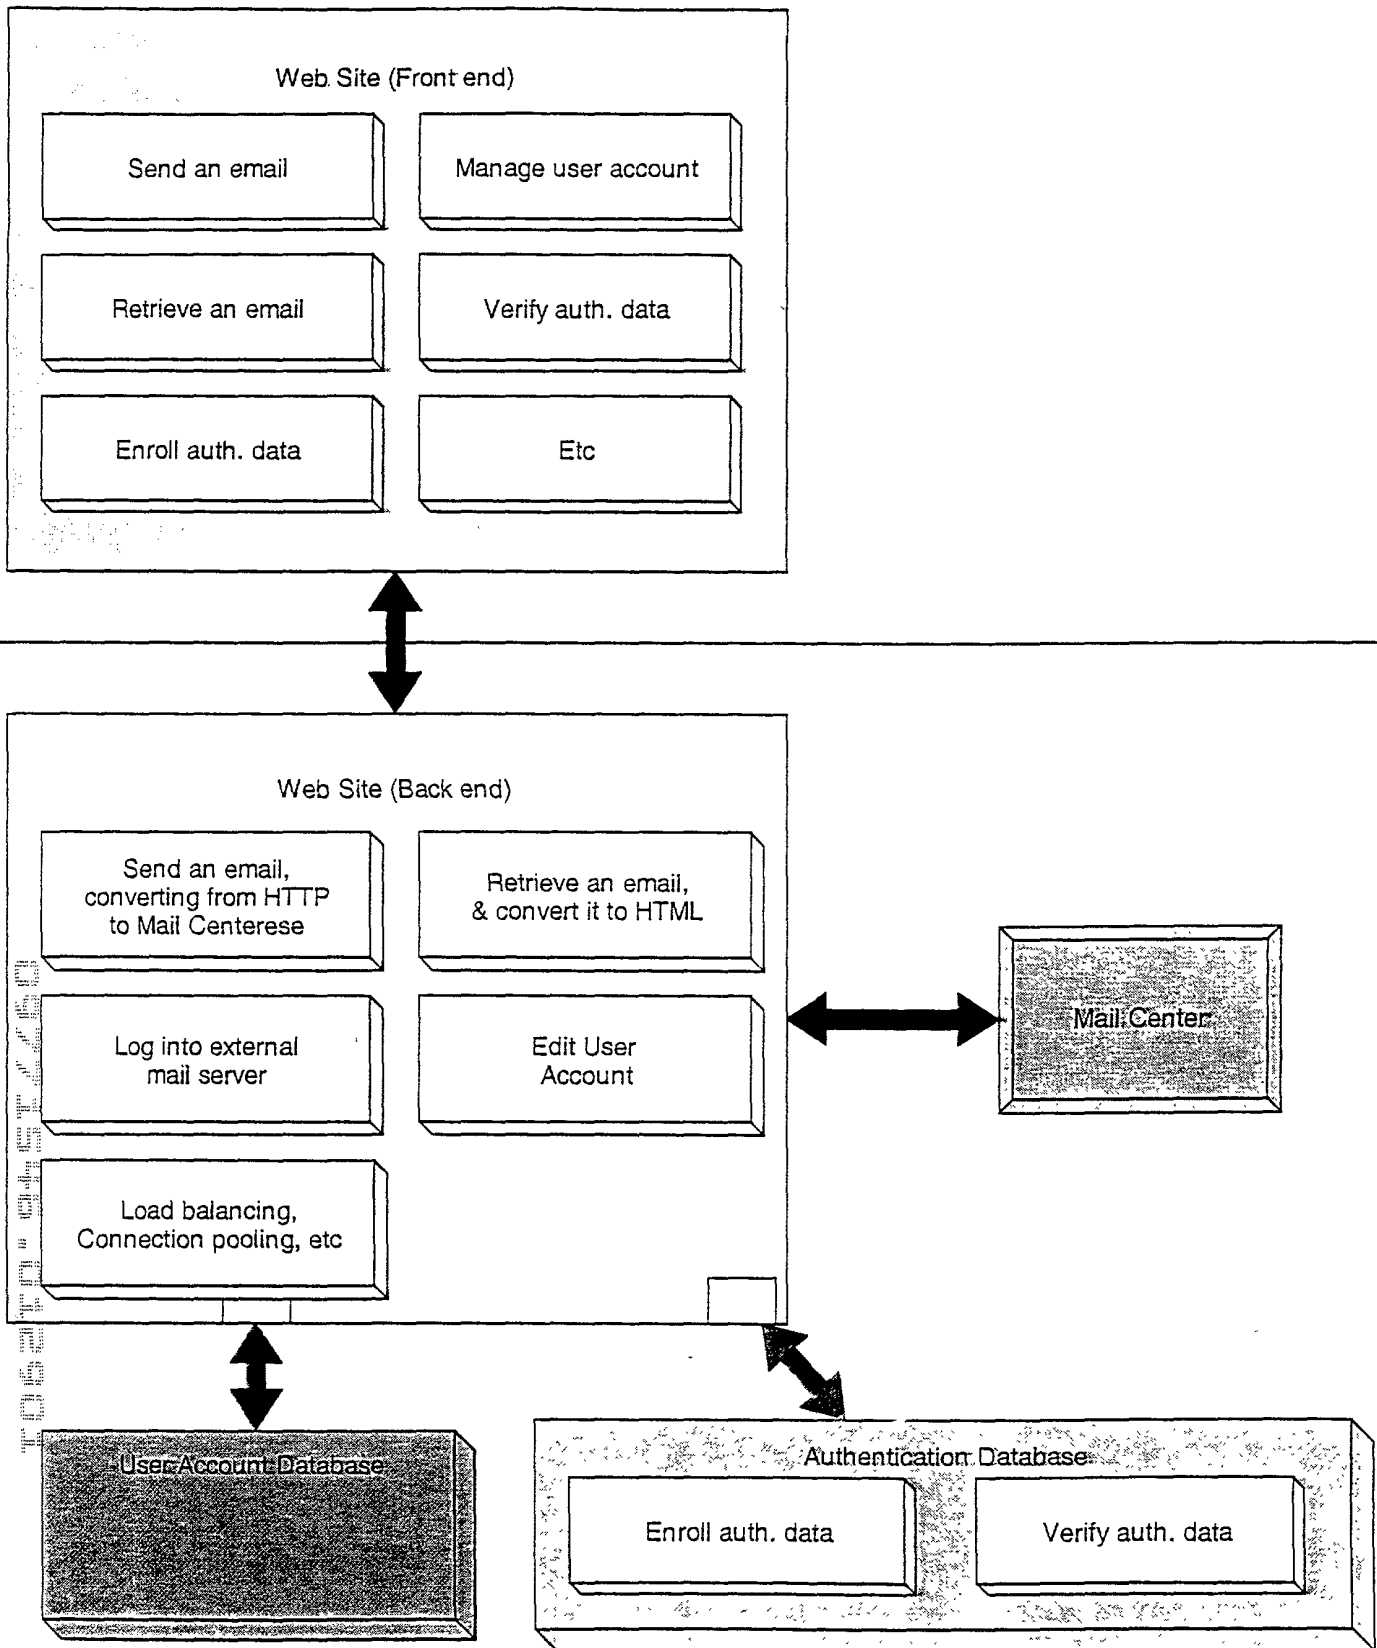 Web Site (Front end)
Send an email
Manage user account
Retrieve an email
Verify auth. data
Enroll auth. data
Etc
Web Site (Back end)
Send an email,
converting from HTTP
to Mail Centerese
Retrieve an email,
& convert it to HTML
Log into external
mail server
Edit User
Account
Mail Center
Load balancing,
Connection pooling, etc
User Account Database
Authentication Database
Enroll auth. data
Verify auth. data